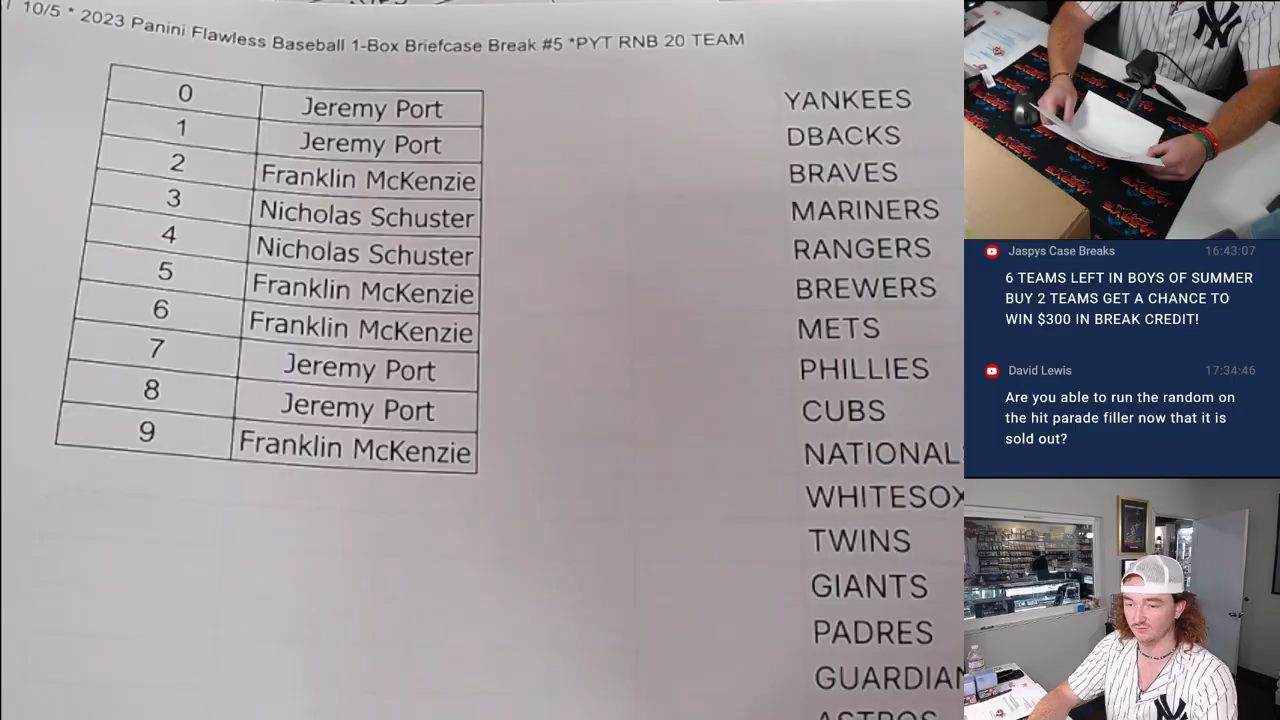 10/5 * 2023 Panini Flawless Baseball 1-Box Briefcase Break #5 *PYT RNB 20 TEAM
0 Jeremy Port
1 Jeremy Port
2 Franklin McKenzie
3 Nicholas Schuster
4 Nicholas Schuster
5 Franklin McKenzie
6 Franklin McKenzie
7 Jeremy Port
8 Jeremy Port
9 Franklin McKenzie
YANKEES
DBACKS
BRAVES
MARINERS
RANGERS
BREWERS
METS
PHILLIES
CUBS
NATIONAL
WHITESOX
TWINS
GIANTS
PADRES
GUARDIAN
ASTROS
Jaspys Case Breaks 16:43:07
6 TEAMS LEFT IN BOYS OF SUMMER
BUY 2 TEAMS GET A CHANCE TO
WIN $300 IN BREAK CREDIT!
David Lewis 17:34:46
Are you able to run the random on
the hit parade filler now that it is
sold out?